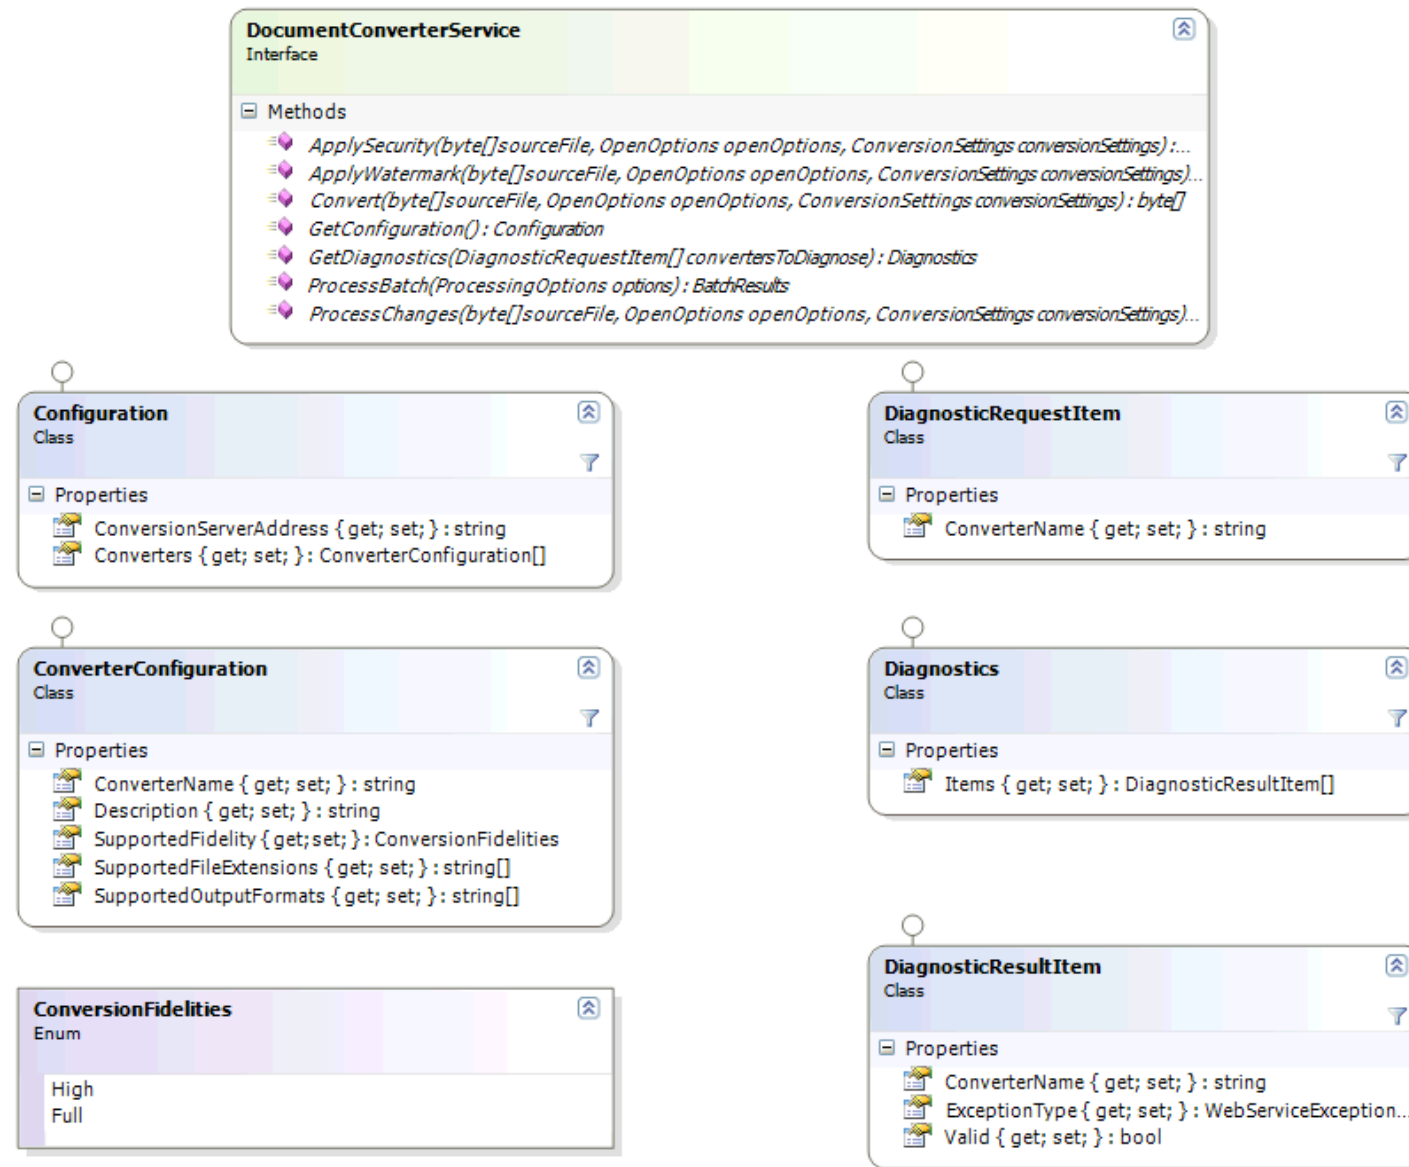 DocumentConverterService
Interface
Methods
ApplySecurity(byte[]sourceFile, OpenOptions openOptions, ConversionSettings conversionSettings) :...
ApplyWatermark(byte[]sourceFile, OpenOptions openOptions, ConversionSettings conversionSettings)...
Convert(byte[]sourceFile, OpenOptions openOptions, ConversionSettings conversionSettings) : byte[]
GetConfiguration() : Configuration
GetDiagnostics(DiagnosticRequestItem[] convertersToDiagnose) : Diagnostics
ProcessBatch(ProcessingOptions options) : BatchResults
ProcessChanges(byte[]sourceFile, OpenOptions openOptions, ConversionSettings conversionSettings)...
Configuration
Class
Properties
ConversionServerAddress { get; set; } : string
Converters { get; set; } : ConverterConfiguration[]
DiagnosticRequestItem
Class
Properties
ConverterName { get; set; } : string
ConverterConfiguration
Class
Properties
ConverterName { get; set; } : string
Description { get; set; } : string
SupportedFidelity { get; set; } : ConversionFidelities
SupportedFileExtensions { get; set; } : string[]
SupportedOutputFormats { get; set; } : string[]
Diagnostics
Class
Properties
Items { get; set; } : DiagnosticResultItem[]
ConversionFidelities
Enum
High
Full
DiagnosticResultItem
Class
Properties
ConverterName { get; set; } : string
ExceptionType { get; set; } : WebServiceException...
Valid { get; set; } : bool